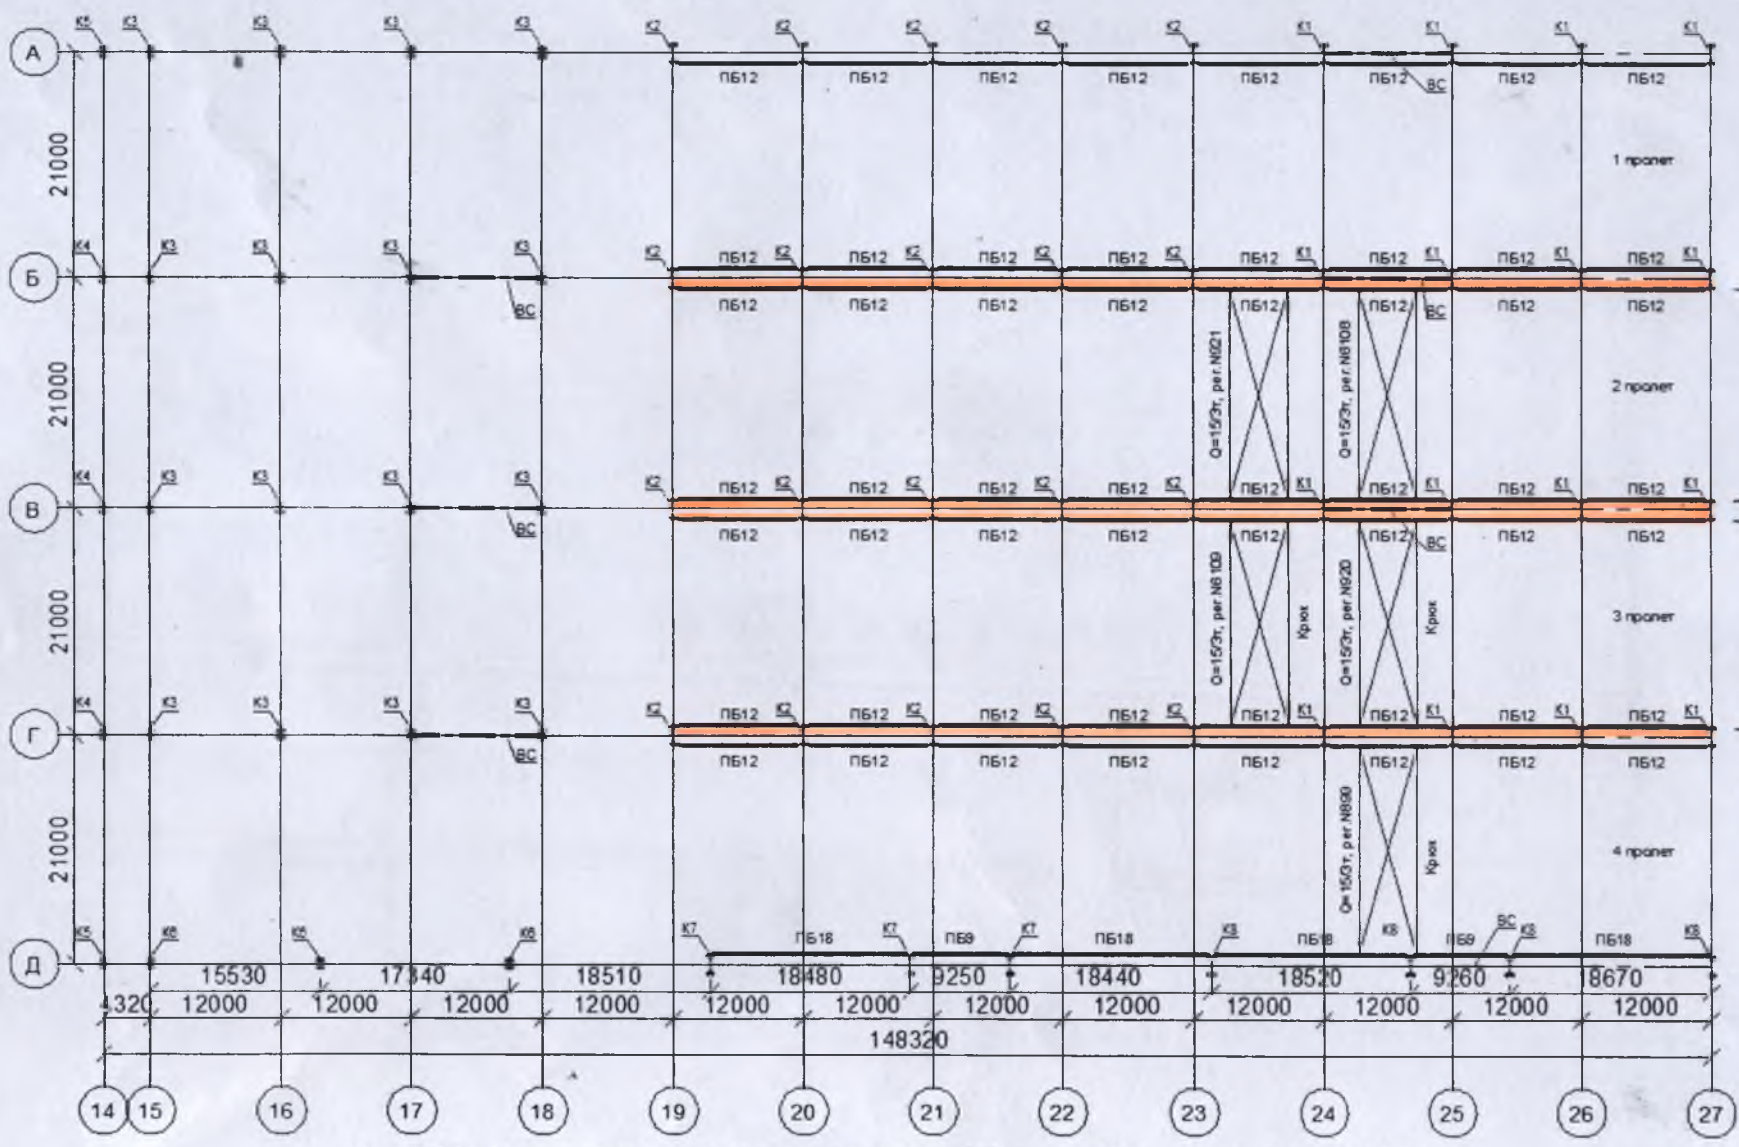 К5 К3 К3 К3 К3 К2 К2 К2 К2 К2 К1 К1 К1 К1
А
ПБ12 ПБ12 ПБ12 ПБ12 ПБ12 ПБ12 ПБ12 ПБ12
ВС
21000
1 пролет
К4 К3 К3 К3 К3 К2 ПБ12 К2 ПБ12 К2 ПБ12 К2 ПБ12 К2 ПБ12 К1 ПБ12 К1 ПБ12 К1 ПБ12 К1
Б
ВС
ПБ12 ПБ12 ПБ12 ПБ12 ПБ12 ПБ12 ПБ12 ПБ12
ВС
21000
Q=15/3т, рег.N921
Q=15/3т, рег.N6108
2 пролет
К4 К3 К3 К3 К3 К2 ПБ12 К2 ПБ12 К2 ПБ12 К2 ПБ12 К2 ПБ12 К1 ПБ12 К1 ПБ12 К1 ПБ12 К1
В
ВС
ПБ12 ПБ12 ПБ12 ПБ12 ПБ12 ПБ12 ПБ12 ПБ12
ВС
21000
Q=15/3т, рег.N6109
Крюк
Q=15/3т, рег.N920
Крюк
3 пролет
К4 К3 К3 К3 К3 К2 ПБ12 К2 ПБ12 К2 ПБ12 К2 ПБ12 К2 ПБ12 К1 ПБ12 К1 ПБ12 К1 ПБ12 К1
Г
ВС
ПБ12 ПБ12 ПБ12 ПБ12 ПБ12 ПБ12 ПБ12 ПБ12
21000
Q=15/3т, рег.N890
Крюк
4 пролет
К5 К6 К6 К6 К7 ПБ18 К7 ПБ9 К7 ПБ18 К8 ПБ18 К8 ПБ9 ВС К8 ПБ18 К8
Д
15530 17340 18510 18480 9250 18440 18520 9260 18670
4320 12000 12000 12000 12000 12000 12000 12000 12000 12000 12000 12000 12000
148320
14 15 16 17 18 19 20 21 22 23 24 25 26 27